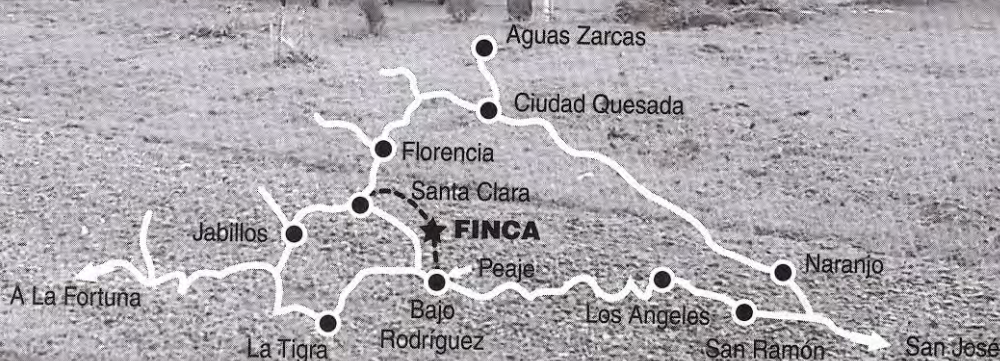 Aguas Zarcas
Ciudad Quesada
Florencia
Santa Clara
FINCA
Jabillos
Peaje
Naranjo
A La Fortuna
Bajo
Rodríguez
Los Angeles
La Tigra
San Ramón
San José